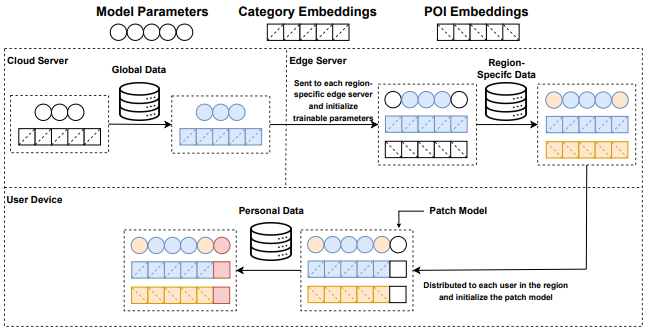 Model Parameters
Category Embeddings
POI Embeddings
Cloud Server
Global Data
Edge Server
Sent to each region-
specific edge server
and initialize
trainable parameters
Region-
Specifc Data
User Device
Personal Data
Patch Model
Distributed to each user in the region
and initialize the patch model